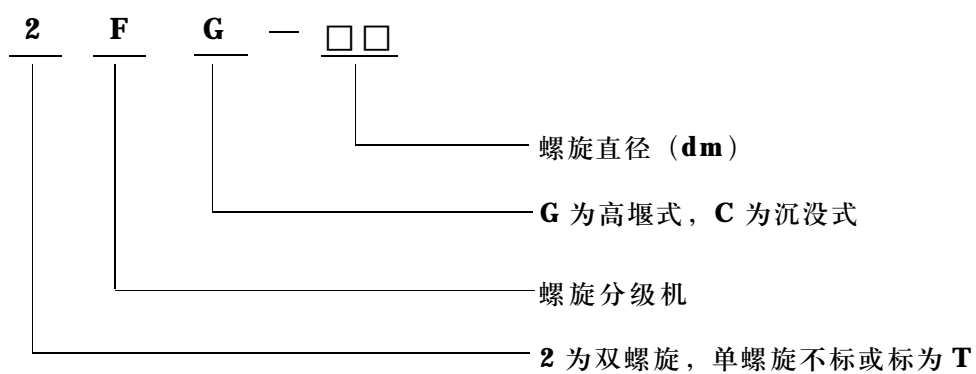 2 F G — □□
螺旋直径（dm）
G 为高堰式，C 为沉没式
螺旋分级机
2 为双螺旋，单螺旋不标或标为 T